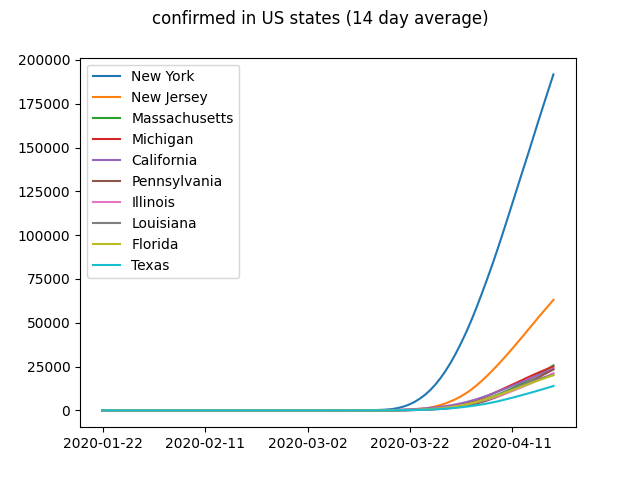 confirmed in US states (14 day average)
200000
175000
150000
125000
100000
75000
50000
25000
0
New York
New Jersey
Massachusetts
Michigan
California
Pennsylvania
Illinois
Louisiana
Florida
Texas
2020-01-22 2020-02-11 2020-03-02 2020-03-22 2020-04-11